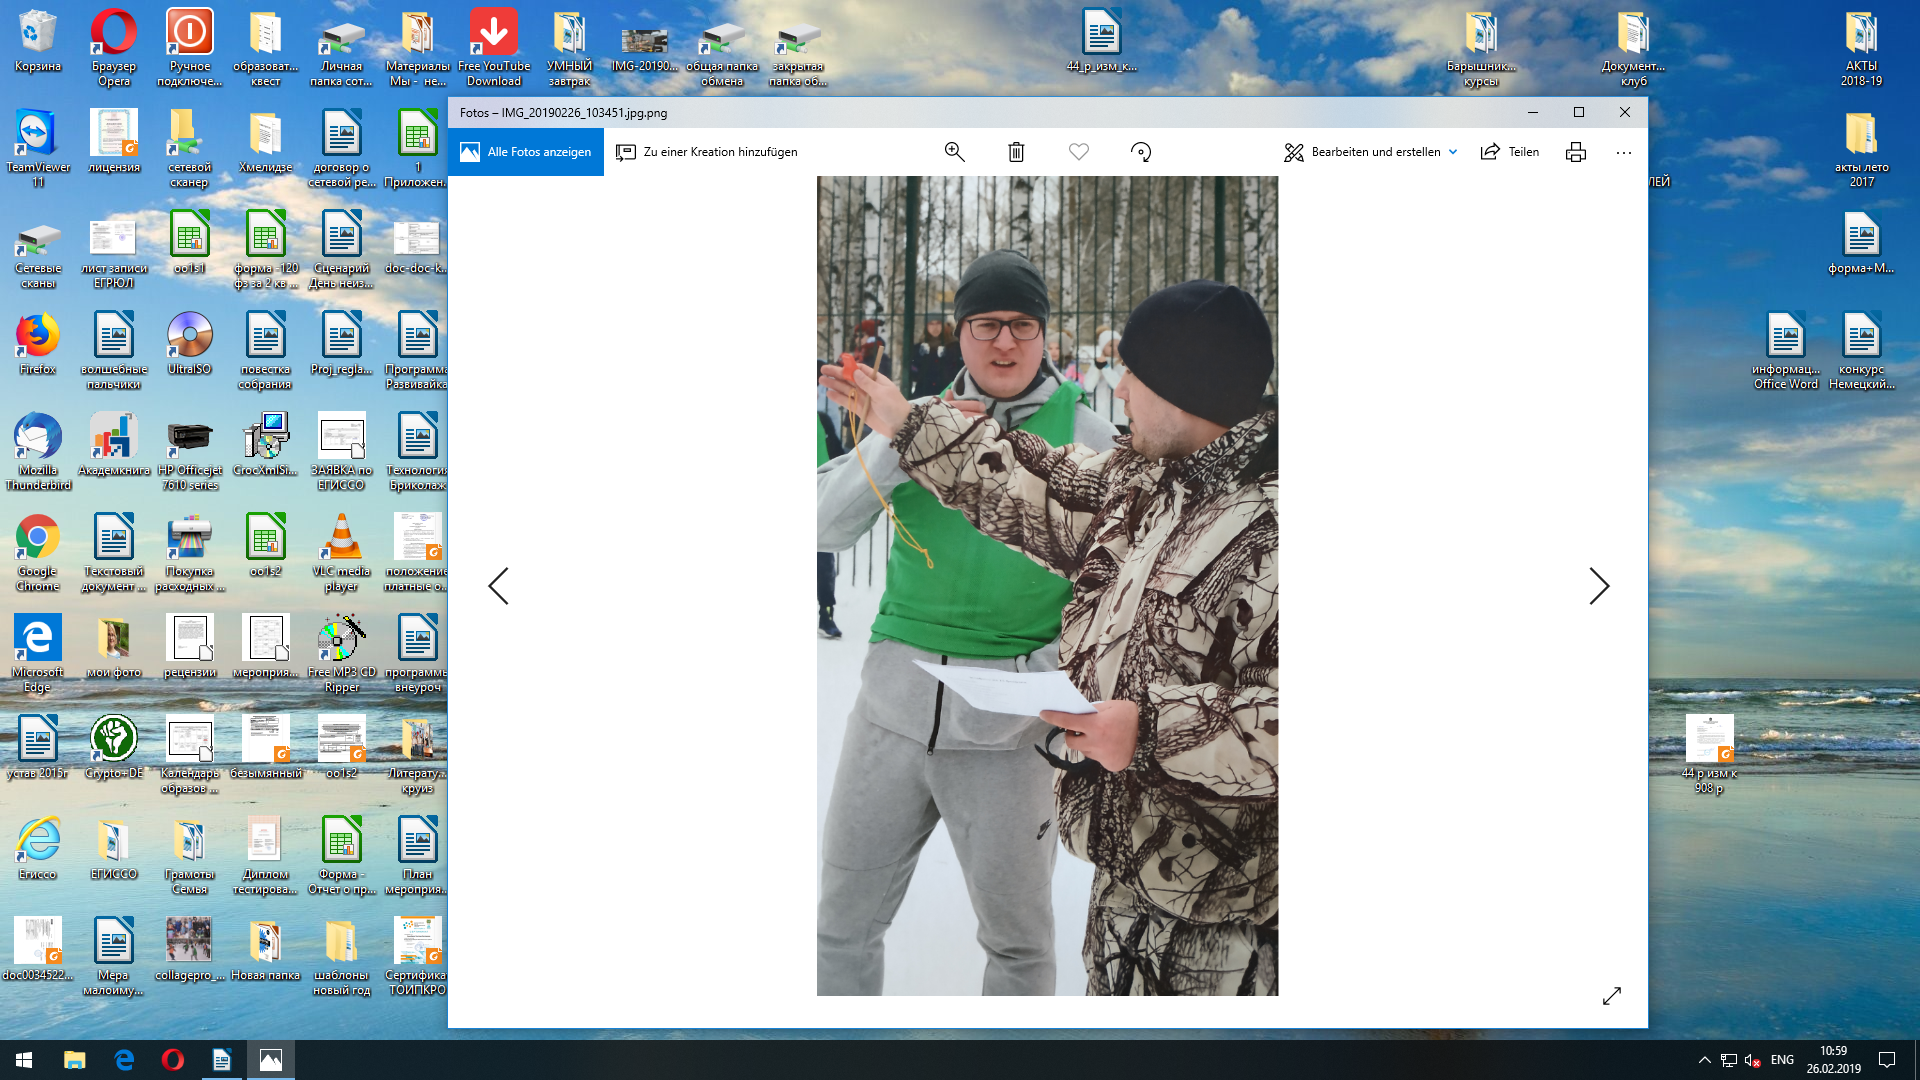 Корзина
Браузер
Opera
Ручное
подключе...
образоват...
квест
Личная
папка сот...
Материалы
Мы - не...
Free YouTube
Download
УМНЫЙ
завтрак
IMG-20190...
общая папка
обмена
закрытая
папка об...
44_р_изм_к...
Барышник...
курсы
Документ...
клуб
АКТЫ
2018-19
Fotos – IMG_20190226_103451.jpg.png
Alle Fotos anzeigen
Zu einer Kreation hinzufügen
Bearbeiten und erstellen
Teilen
TeamViewer
11
лицензия
сетевой
сканер
Хмелидзе
договор о
сетевой ре...
1
Приложен...
ЛЕЙ
акты лето
2017
Сетевые
сканы
лист записи
ЕГРЮЛ
oo1s1
форма -120
фз за 2 кв ...
Сценарий
День неиз...
doc-doc-k...
форма+М...
Firefox
волшебные
пальчики
UltraISO
повестка
собрания
Proj_regla...
Программа
Развивайка
информац...
Office Word
конкурс
Немецкий...
Mozilla
Thunderbird
Академкнига
HP Officejet
7610 series
CrocXmlSi...
ЗАЯВКА по
ЕГИССО
Технология
Бриколаж
Google
Chrome
Текстовый
документ ...
Покупка
расходных ...
oo1s2
VLC media
player
положение
платные о...
Microsoft
Edge
мои фото
рецензии
мероприя...
Free MP3 CD
Ripper
программы
внеуроч
устав 2015г
Crypto+DE
Календарь
образов ...
безымянный
oo1s2
Литерату...
круиз
44 р изм к
908 р
Егиссо
ЕГИССО
Грамоты
Семья
Диплом
тестирова...
Форма -
Отчет о пр...
План
мероприя...
doc0034522...
Мера
малоиму...
collagepro_...
Новая папка
шаблоны
новый год
Сертифика
ТОИПКРО
ENG
10:59
26.02.2019